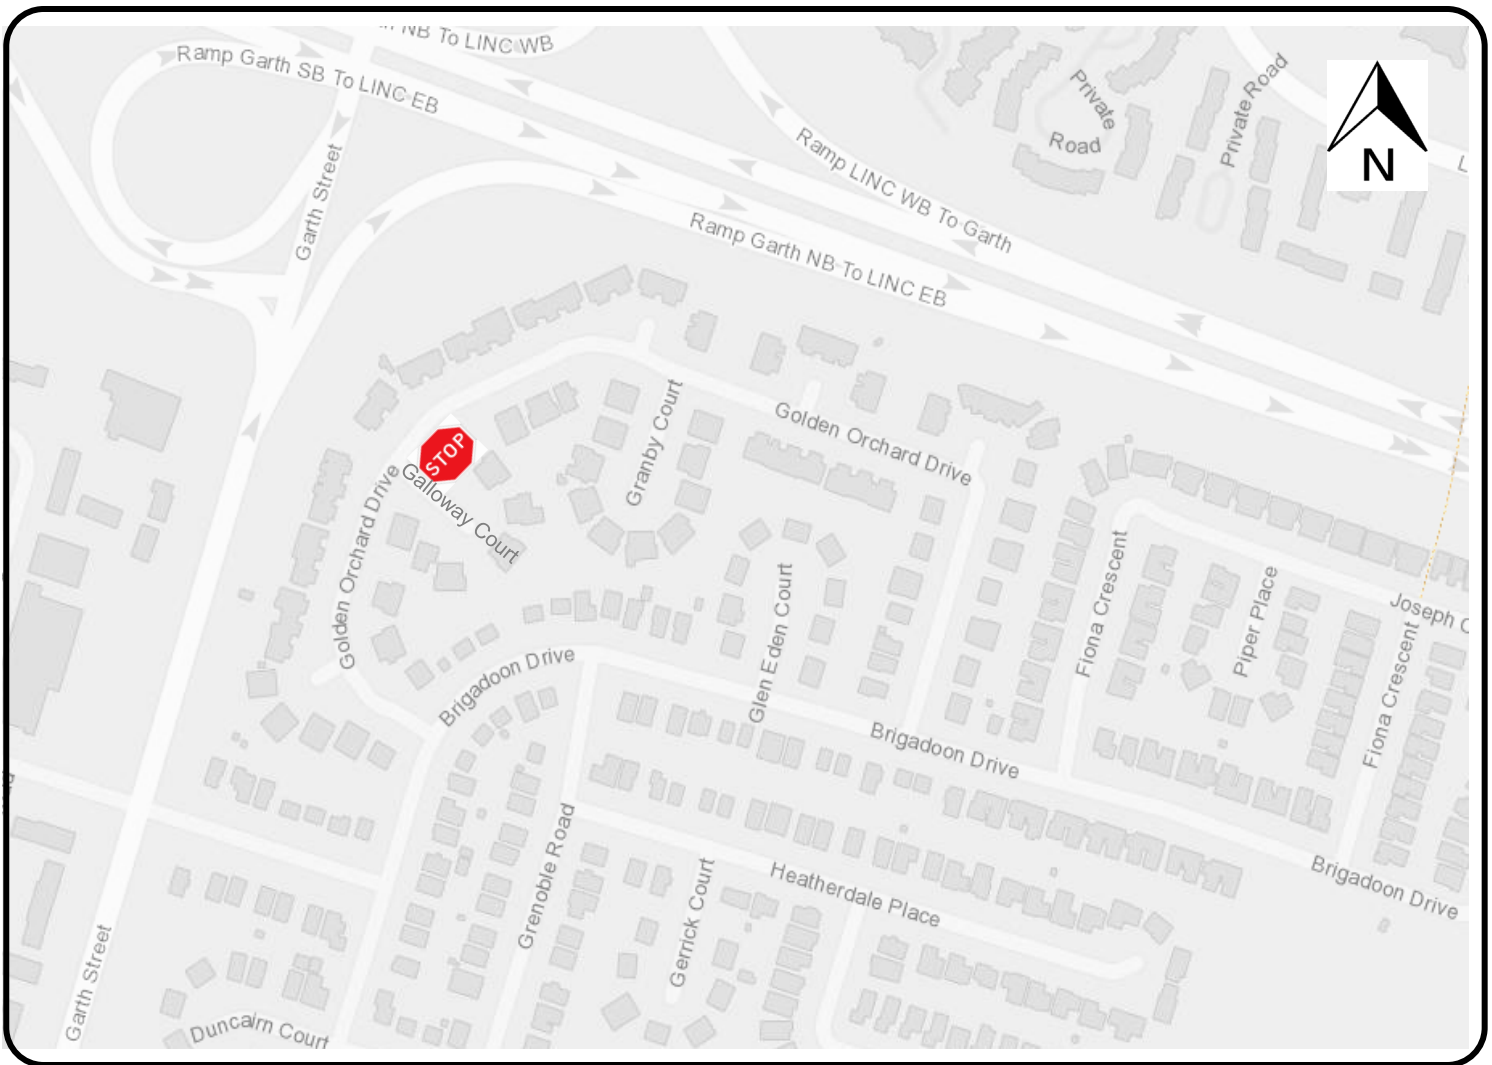 NB To LINC WB
Ramp Garth SB To LINC EB
Garth Street
Ramp LINC WB To Garth
Ramp Garth NB To LINC EB
Private
Road
Private Road
N
STOP
Galloway Court
Golden Orchard Drive
Granby Court
Golden Orchard Drive
Glen Eden Court
Brigadoon Drive
Fiona Crescent
Piper Place
Joseph C
Fiona Crescent
Brigadoon Drive
Brigadoon Drive
Grenoble Road
Gerrick Court
Heatherdale Place
Garth Street
Duncairn Court